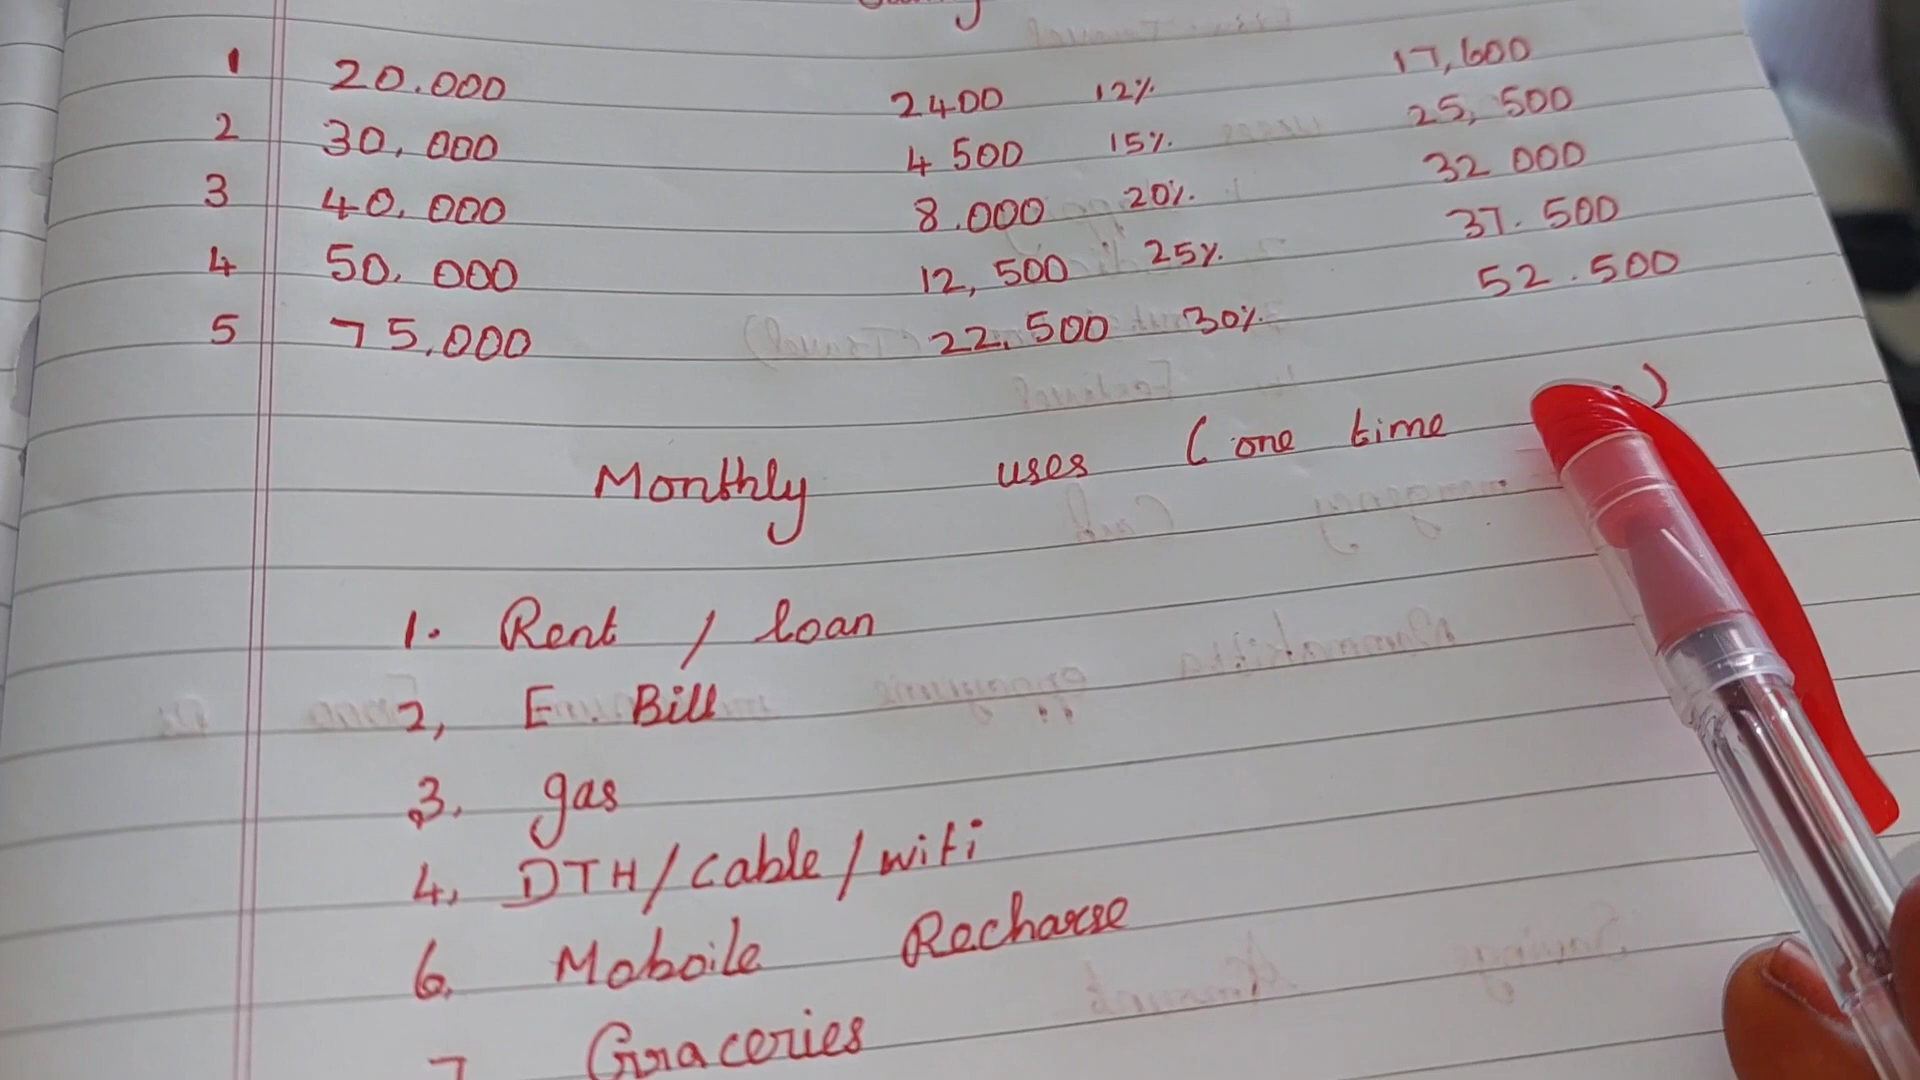 1 20.000 2400 12% 17,600
2 30,000 4500 15% 25,500
3 40,000 8.000 20% 32 000
4 50,000 12,500 25% 37.500
5 75,000 22,500 30% 52.500
Monthly uses ( one time )
1. Rent / loan
2, E. Bill
3. gas
4, DTH/cable/wifi
6. Moboile Recharse
7 Graceries